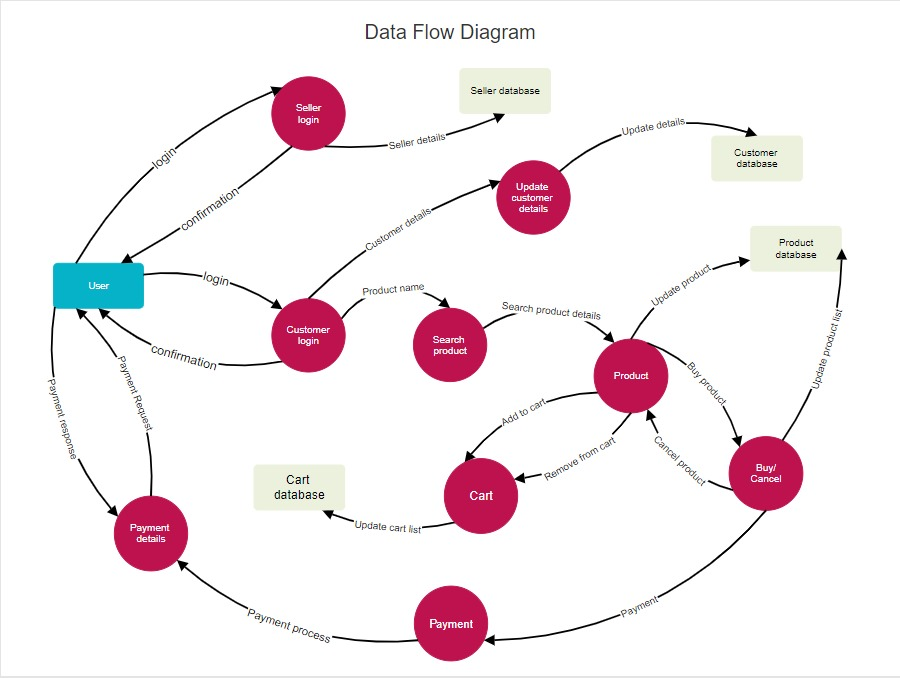 Data Flow Diagram
Seller
login
Seller database
login
Seller details
Update details
Customer
database
confirmation
Update
customer
details
Customer details
Product
database
User
login
Product name
Update product
Customer
login
Search product details
Search
product
confirmation
Update product list
Product
Buy product
Payment Request
Payment response
Add to cart
Remove from cart
Cancel product
Buy/
Cancel
Cart
database
Cart
Update cart list
Payment
details
Payment
Payment process
Payment